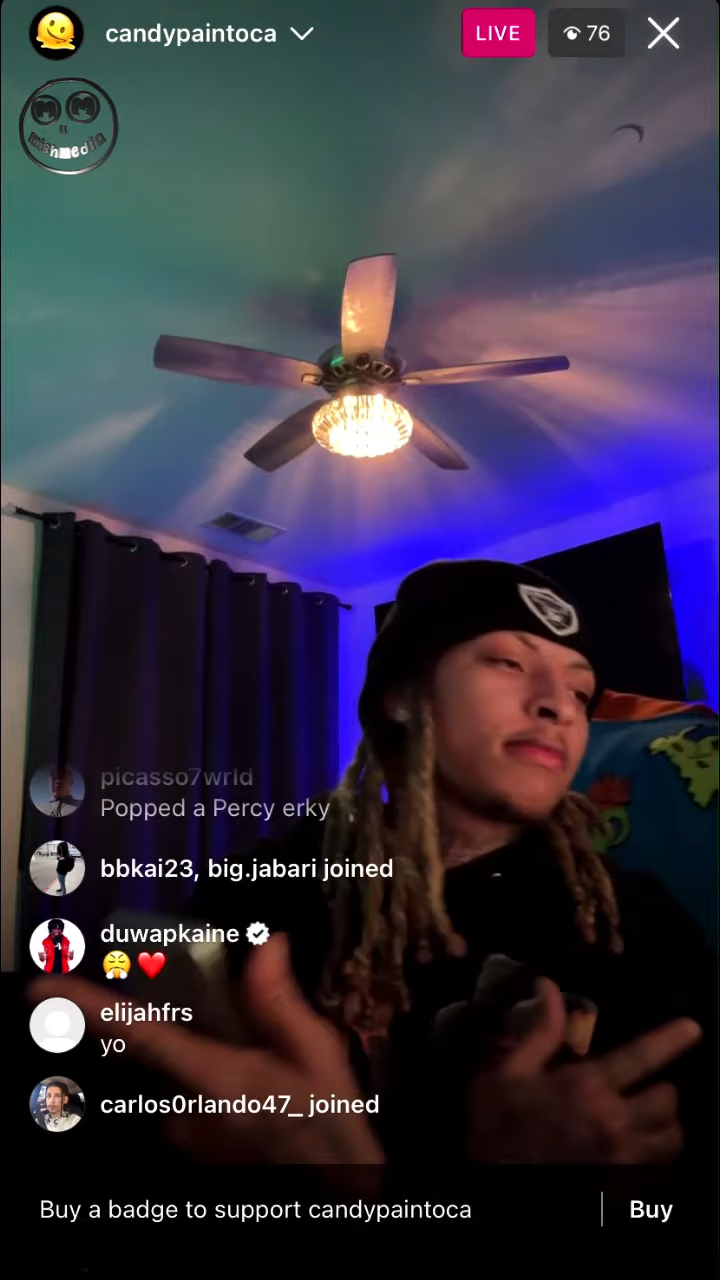 candypaintoca
LIVE
76
mishmedia
picasso7wrld
Popped a Percy erky
bbkai23, big.jabari joined
duwapkaine
elijahfrs
yo
carlos0rlando47_ joined
Buy a badge to support candypaintoca
Buy